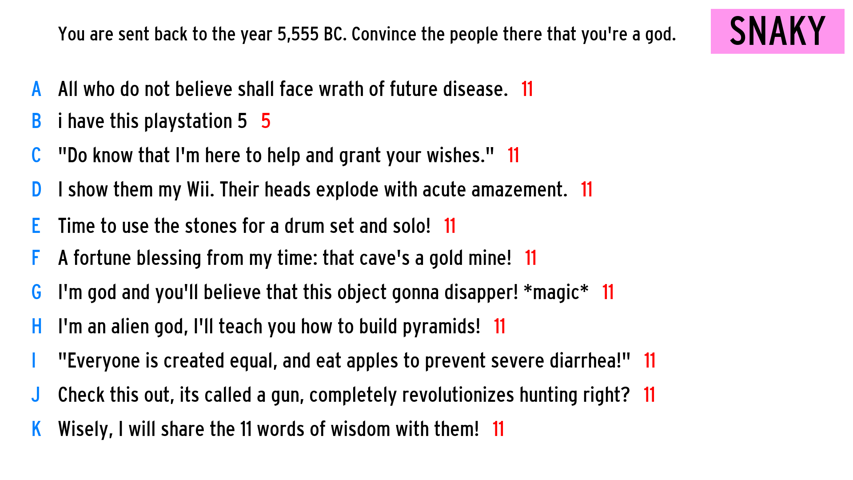 You are sent back to the year 5,555 BC. Convince the people there that you're a god. SNAKY
A All who do not believe shall face wrath of future disease. 11
B i have this playstation 5 5
C "Do know that I'm here to help and grant your wishes." 11
D I show them my Wii. Their heads explode with acute amazement. 11
E Time to use the stones for a drum set and solo! 11
F A fortune blessing from my time: that cave's a gold mine! 11
G I'm god and you'll believe that this object gonna disapper! *magic* 11
H I'm an alien god, I'll teach you how to build pyramids! 11
I "Everyone is created equal, and eat apples to prevent severe diarrhea!" 11
J Check this out, its called a gun, completely revolutionizes hunting right? 11
K Wisely, I will share the 11 words of wisdom with them! 11